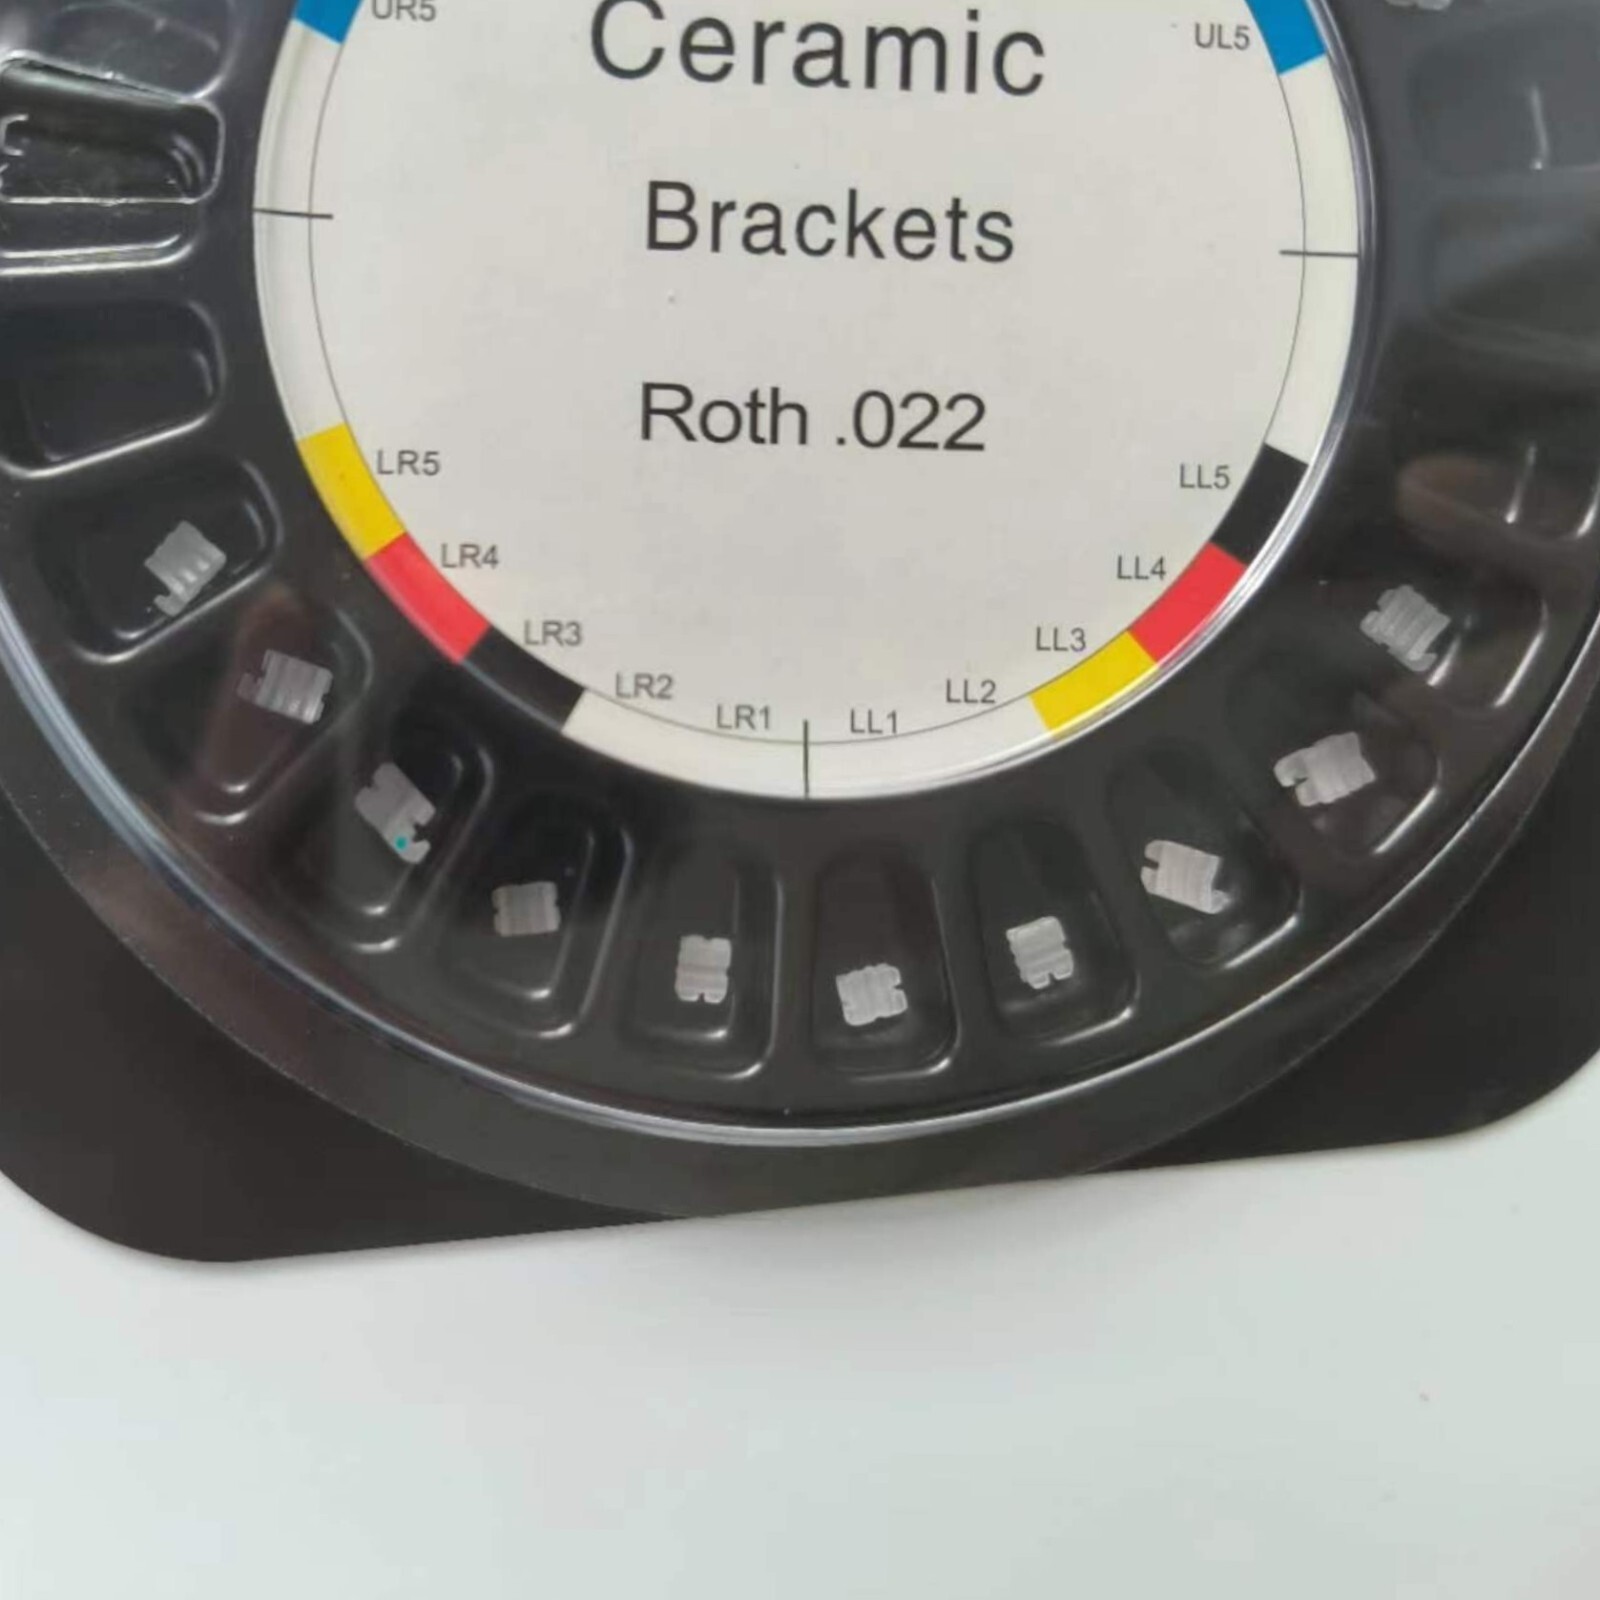 UR5
Ceramic
UL5
Brackets
Roth .022
LR5
LL5
LR4
LL4
LR3
LL3
LR2
LL2
LR1
LL1